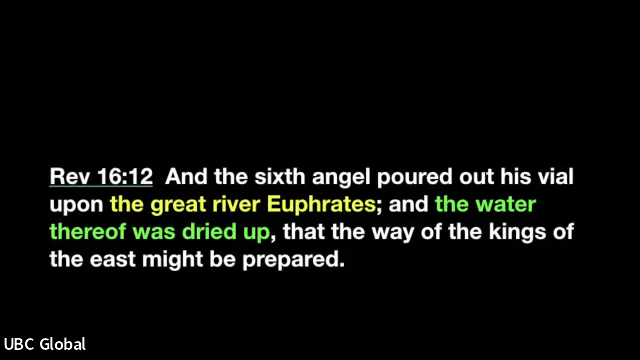 Rev 16:12 And the sixth angel poured out his vial
upon the great river Euphrates; and the water
thereof was dried up, that the way of the kings of
the east might be prepared.
UBC Global